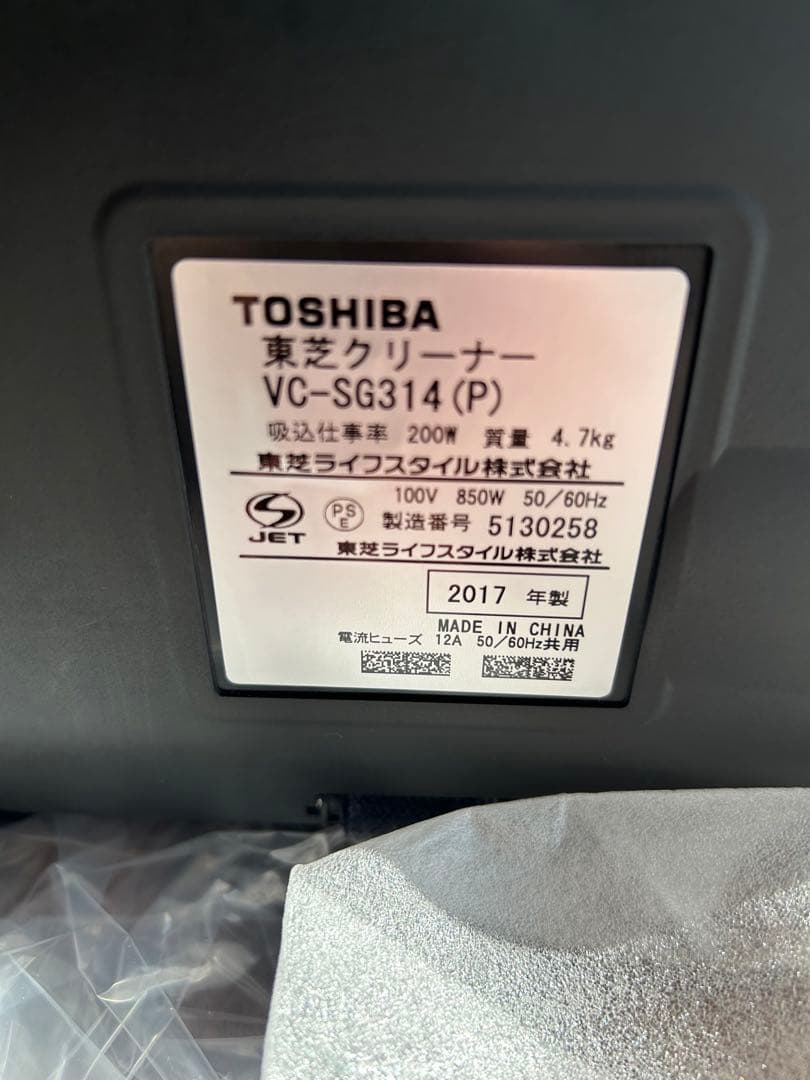 TOSHIBA
東芝クリーナー
VC-SG314(P)
吸込仕事率 200W 質量 4.7kg
東芝ライフスタイル株式会社
100V 850W 50/60Hz
JET PSE 製造番号 5130258
東芝ライフスタイル株式会社
2017 年製
MADE IN CHINA
電流ヒューズ 12A 50/60Hz共用